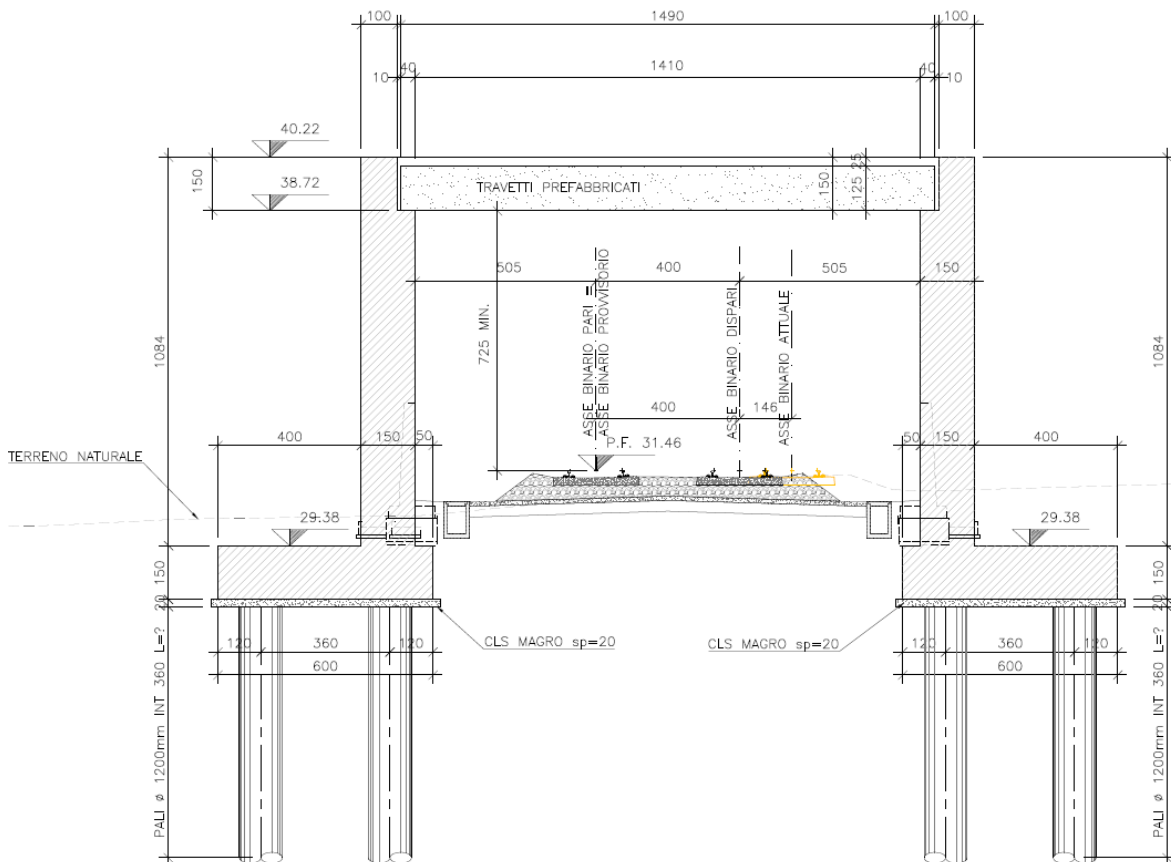 100 1490 100
40 1410 40
10 10
40.22
150 38.72 TRAVETTI PREFABBRICATI 150 125 25
505 400 505 150
725 MIN.
ASSE BINARIO PARI =
ASSE BINARIO PROVVISORIO
ASSE BINARIO DISPARI
ASSE BINARIO ATTUALE
1084 1084
400 146
400 150 50 P.F. 31.46 50 150 400
TERRENO NATURALE
29.38 29.38
150 150
20 20
CLS MAGRO sp=20 CLS MAGRO sp=20
120 360 120 120 360 120
600 600
PALI ø 1200mm INT 360 L=? PALI ø 1200mm INT 360 L=?